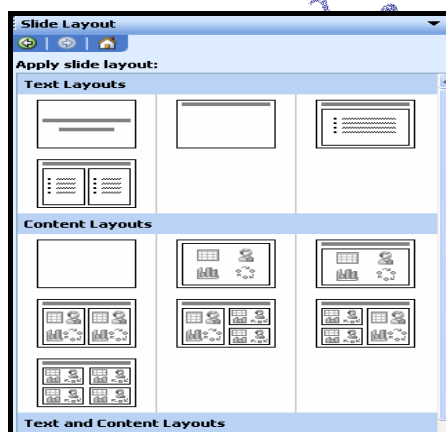 Slide Layout
Apply slide layout:
Text Layouts
Content Layouts
Text and Content Layouts